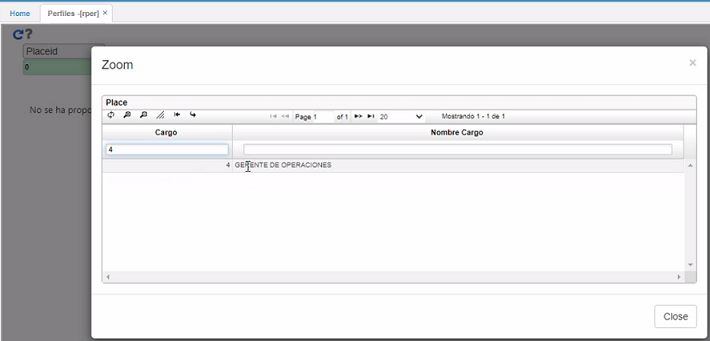 Home
Perfiles -[rper] ×
?
Placeid
0
No se ha propo
Zoom
×
Place
Page 1 of 1 20 Mostrando 1 - 1 de 1
Cargo Nombre Cargo
4
4 GERENTE DE OPERACIONES
Close